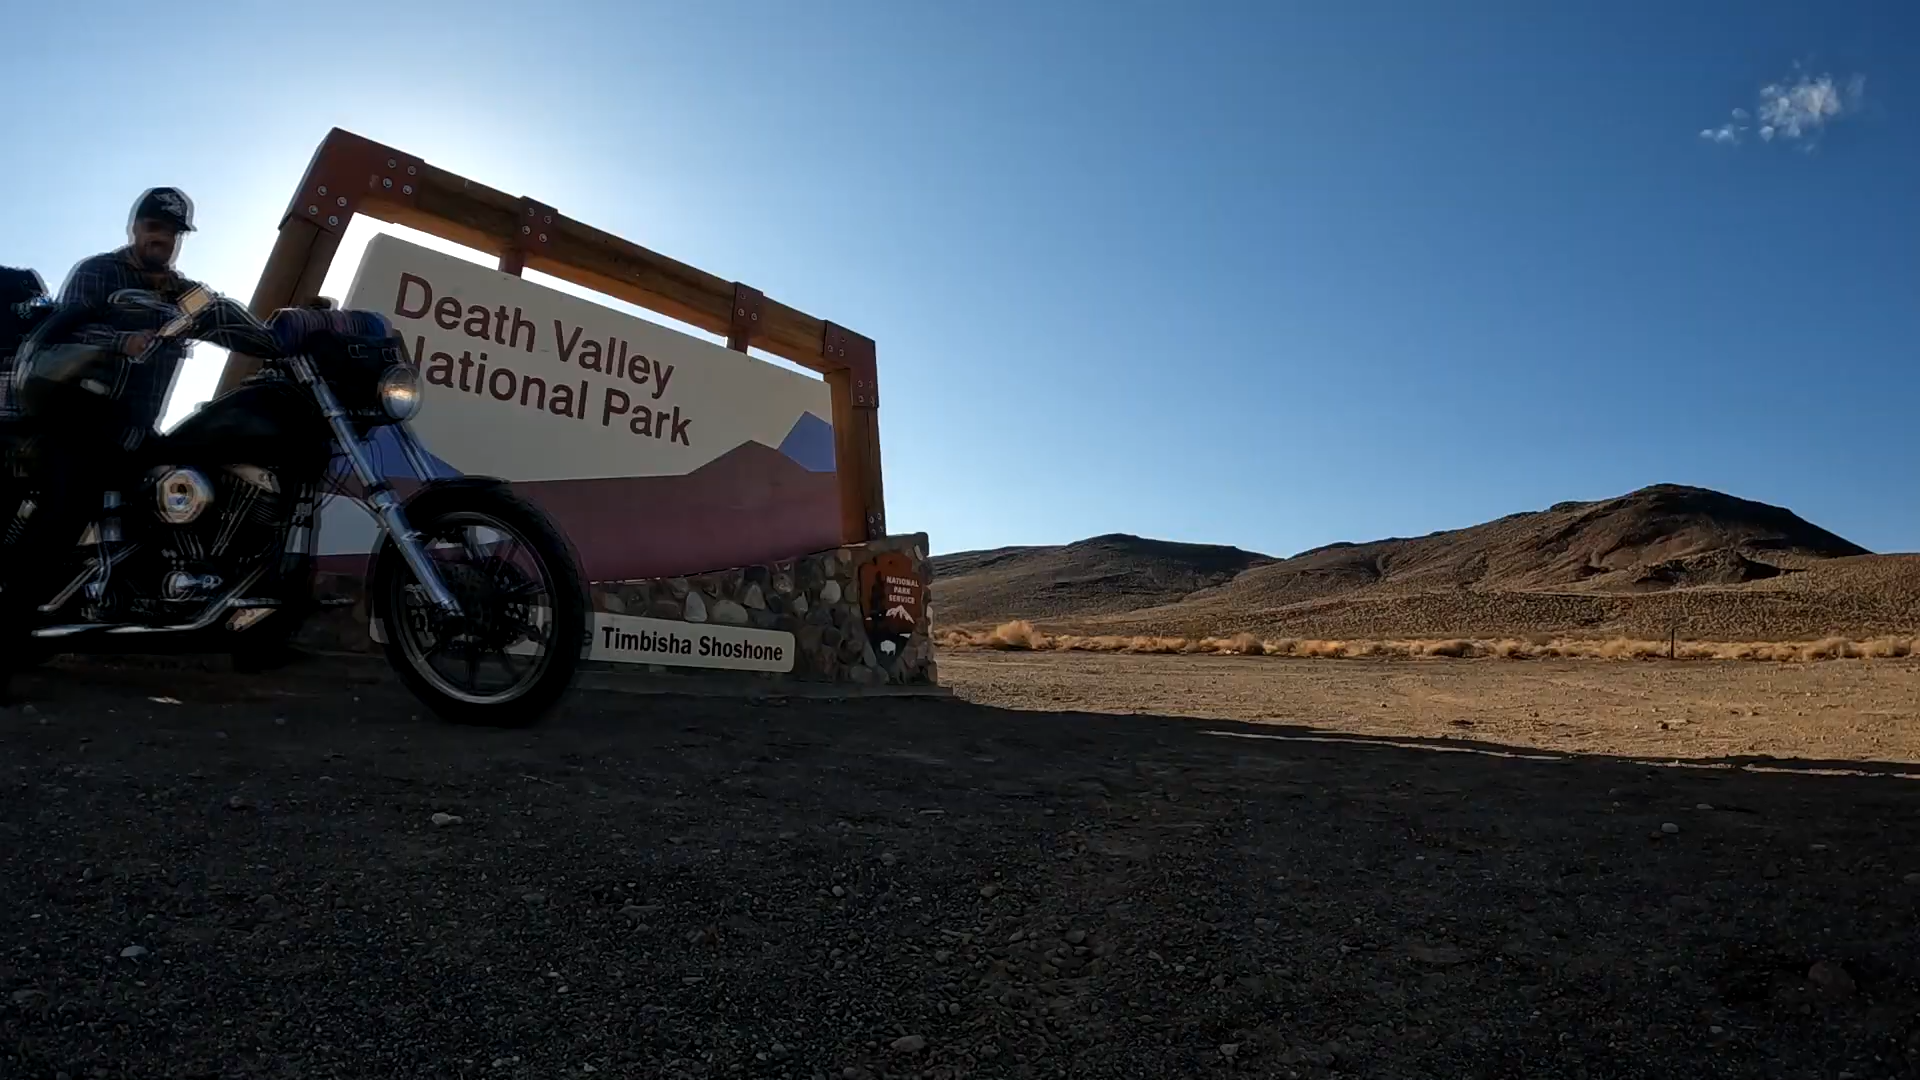 Death Valley
National Park
NATIONAL
PARK
SERVICE
Timbisha Shoshone